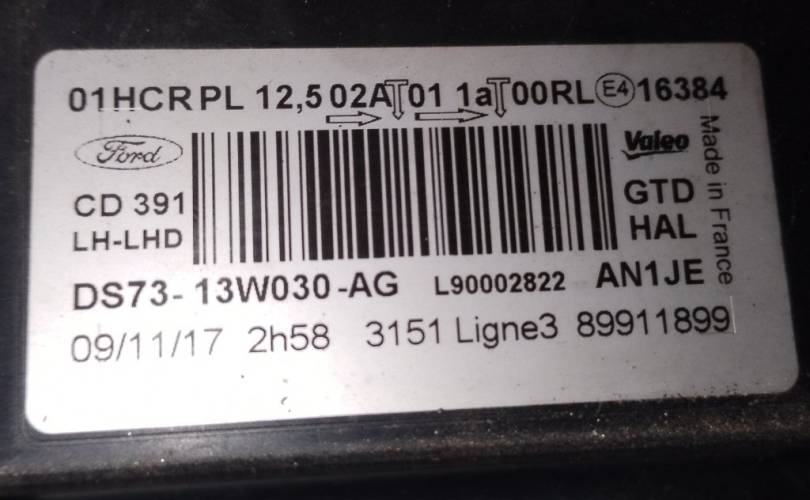 01HCR PL 12,5 02A 01 1a 00RL E4 16384
Ford
Valeo
Made in France
CD 391
GTD
LH-LHD
HAL
DS73-13W030-AG L90002822 AN1JE
09/11/17 2h58 3151 Ligne3 89911899